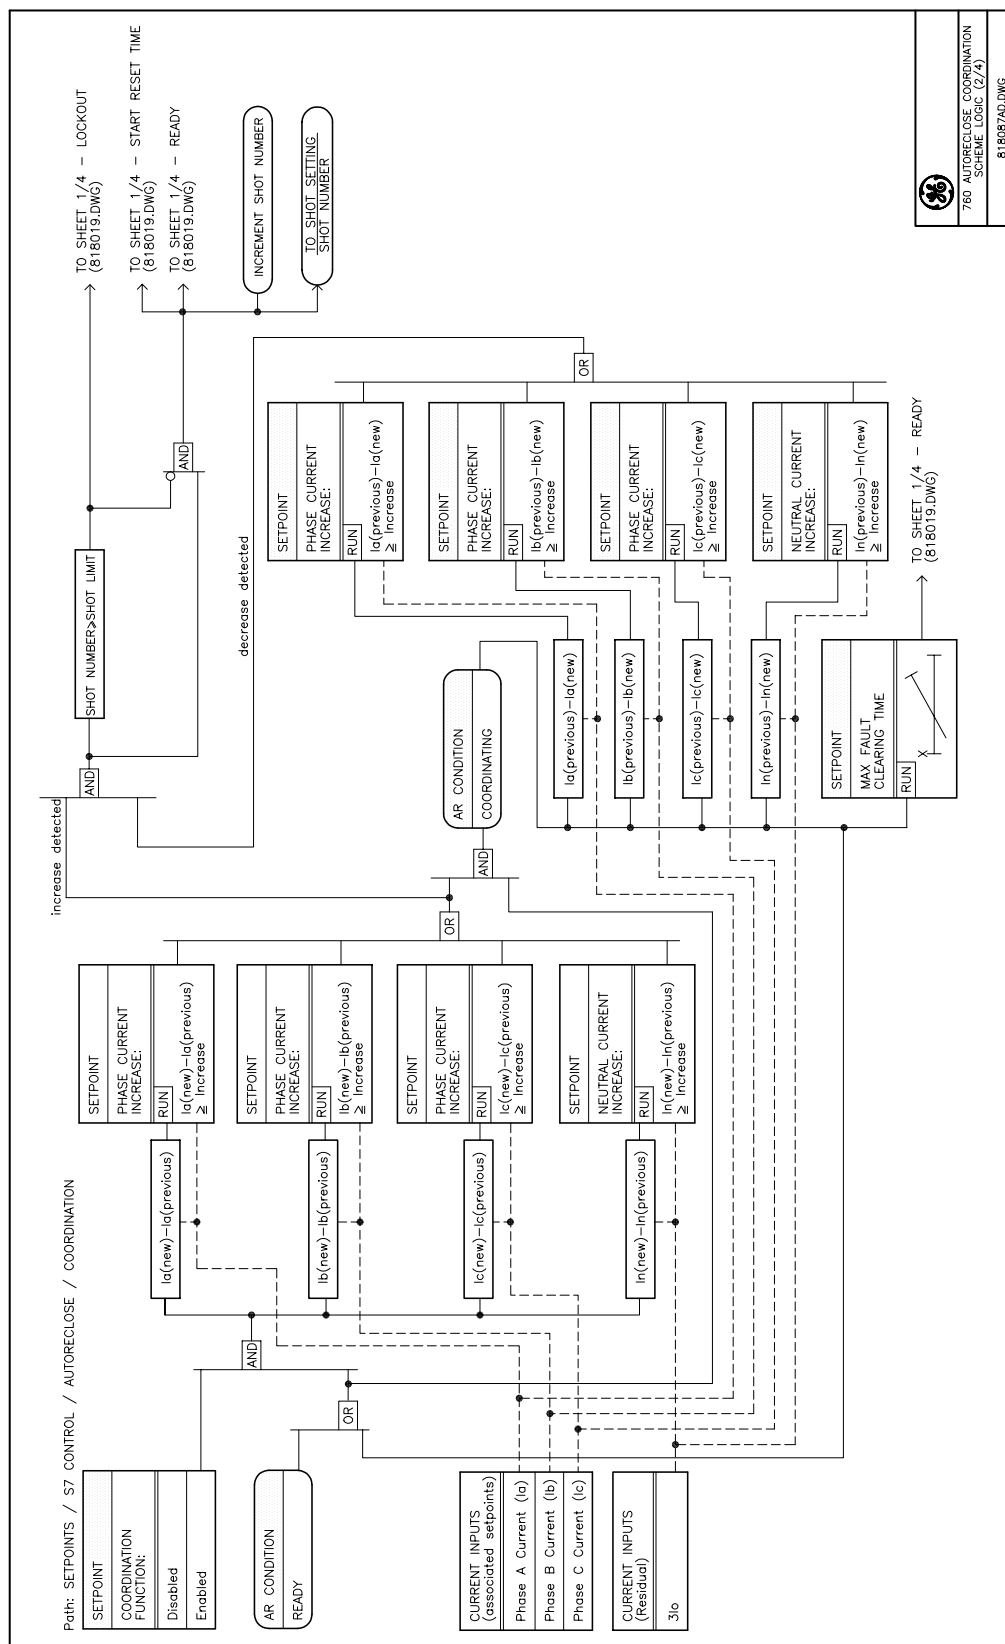 Path: SETPOINTS / S7 CONTROL / AUTORECLOSE / COORDINATION
SETPOINT
COORDINATION
FUNCTION:
Disabled
Enabled
AR CONDITION
READY
CURRENT INPUTS
(associated setpoints)
Phase A Current (Ia)
Phase B Current (Ib)
Phase C Current (Ic)
CURRENT INPUTS
(Residual)
3Io
OR
AND
Ia(new)-Ia(previous)
Ib(new)-Ib(previous)
Ic(new)-Ic(previous)
In(new)-In(previous)
SETPOINT
PHASE CURRENT
INCREASE:
RUN
Ia(new)-Ia(previous)
≧ Increase
SETPOINT
PHASE CURRENT
INCREASE:
RUN
Ib(new)-Ib(previous)
≧ Increase
SETPOINT
PHASE CURRENT
INCREASE:
RUN
Ic(new)-Ic(previous)
≧ Increase
SETPOINT
NEUTRAL CURRENT
INCREASE:
RUN
In(new)-In(previous)
≧ Increase
OR
increase detected
AND
AR CONDITION
COORDINATING
AND
SHOT NUMBER≥SHOT LIMIT
decrease detected
Ia(previous)-Ia(new)
Ib(previous)-Ib(new)
Ic(previous)-Ic(new)
In(previous)-In(new)
SETPOINT
MAX FAULT
CLEARING TIME
RUN
X
SETPOINT
PHASE CURRENT
INCREASE:
RUN
Ia(previous)-Ia(new)
≧ Increase
SETPOINT
PHASE CURRENT
INCREASE:
RUN
Ib(previous)-Ib(new)
≧ Increase
SETPOINT
PHASE CURRENT
INCREASE:
RUN
Ic(previous)-Ic(new)
≧ Increase
SETPOINT
NEUTRAL CURRENT
INCREASE:
RUN
In(previous)-In(new)
≧ Increase
OR
AND
TO SHEET 1/4 - LOCKOUT
(818019.DWG)
TO SHEET 1/4 - START RESET TIME
(818019.DWG)
TO SHEET 1/4 - READY
(818019.DWG)
INCREMENT SHOT NUMBER
TO SHOT SETTING
SHOT NUMBER
TO SHEET 1/4 - READY
(818019.DWG)
GE
760 AUTORECLOSE COORDINATION
SCHEME LOGIC (2/4)
818087AD.DWG